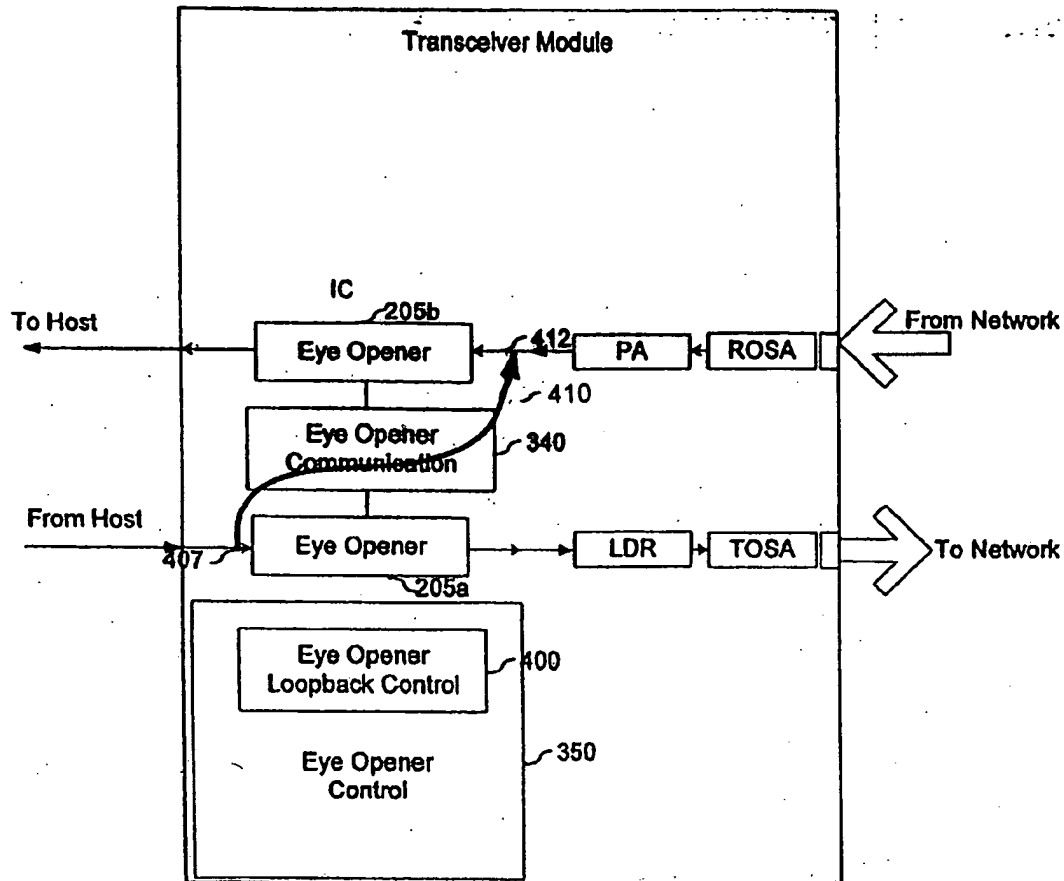 Transceiver Module
IC
205b
To Host
Eye Opener
412
PA
ROSA
From Network
410
Eye Opener
Communication
340
From Host
407
Eye Opener
LDR
TOSA
To Network
205a
Eye Opener
Loopback Control
400
Eye Opener
Control
350